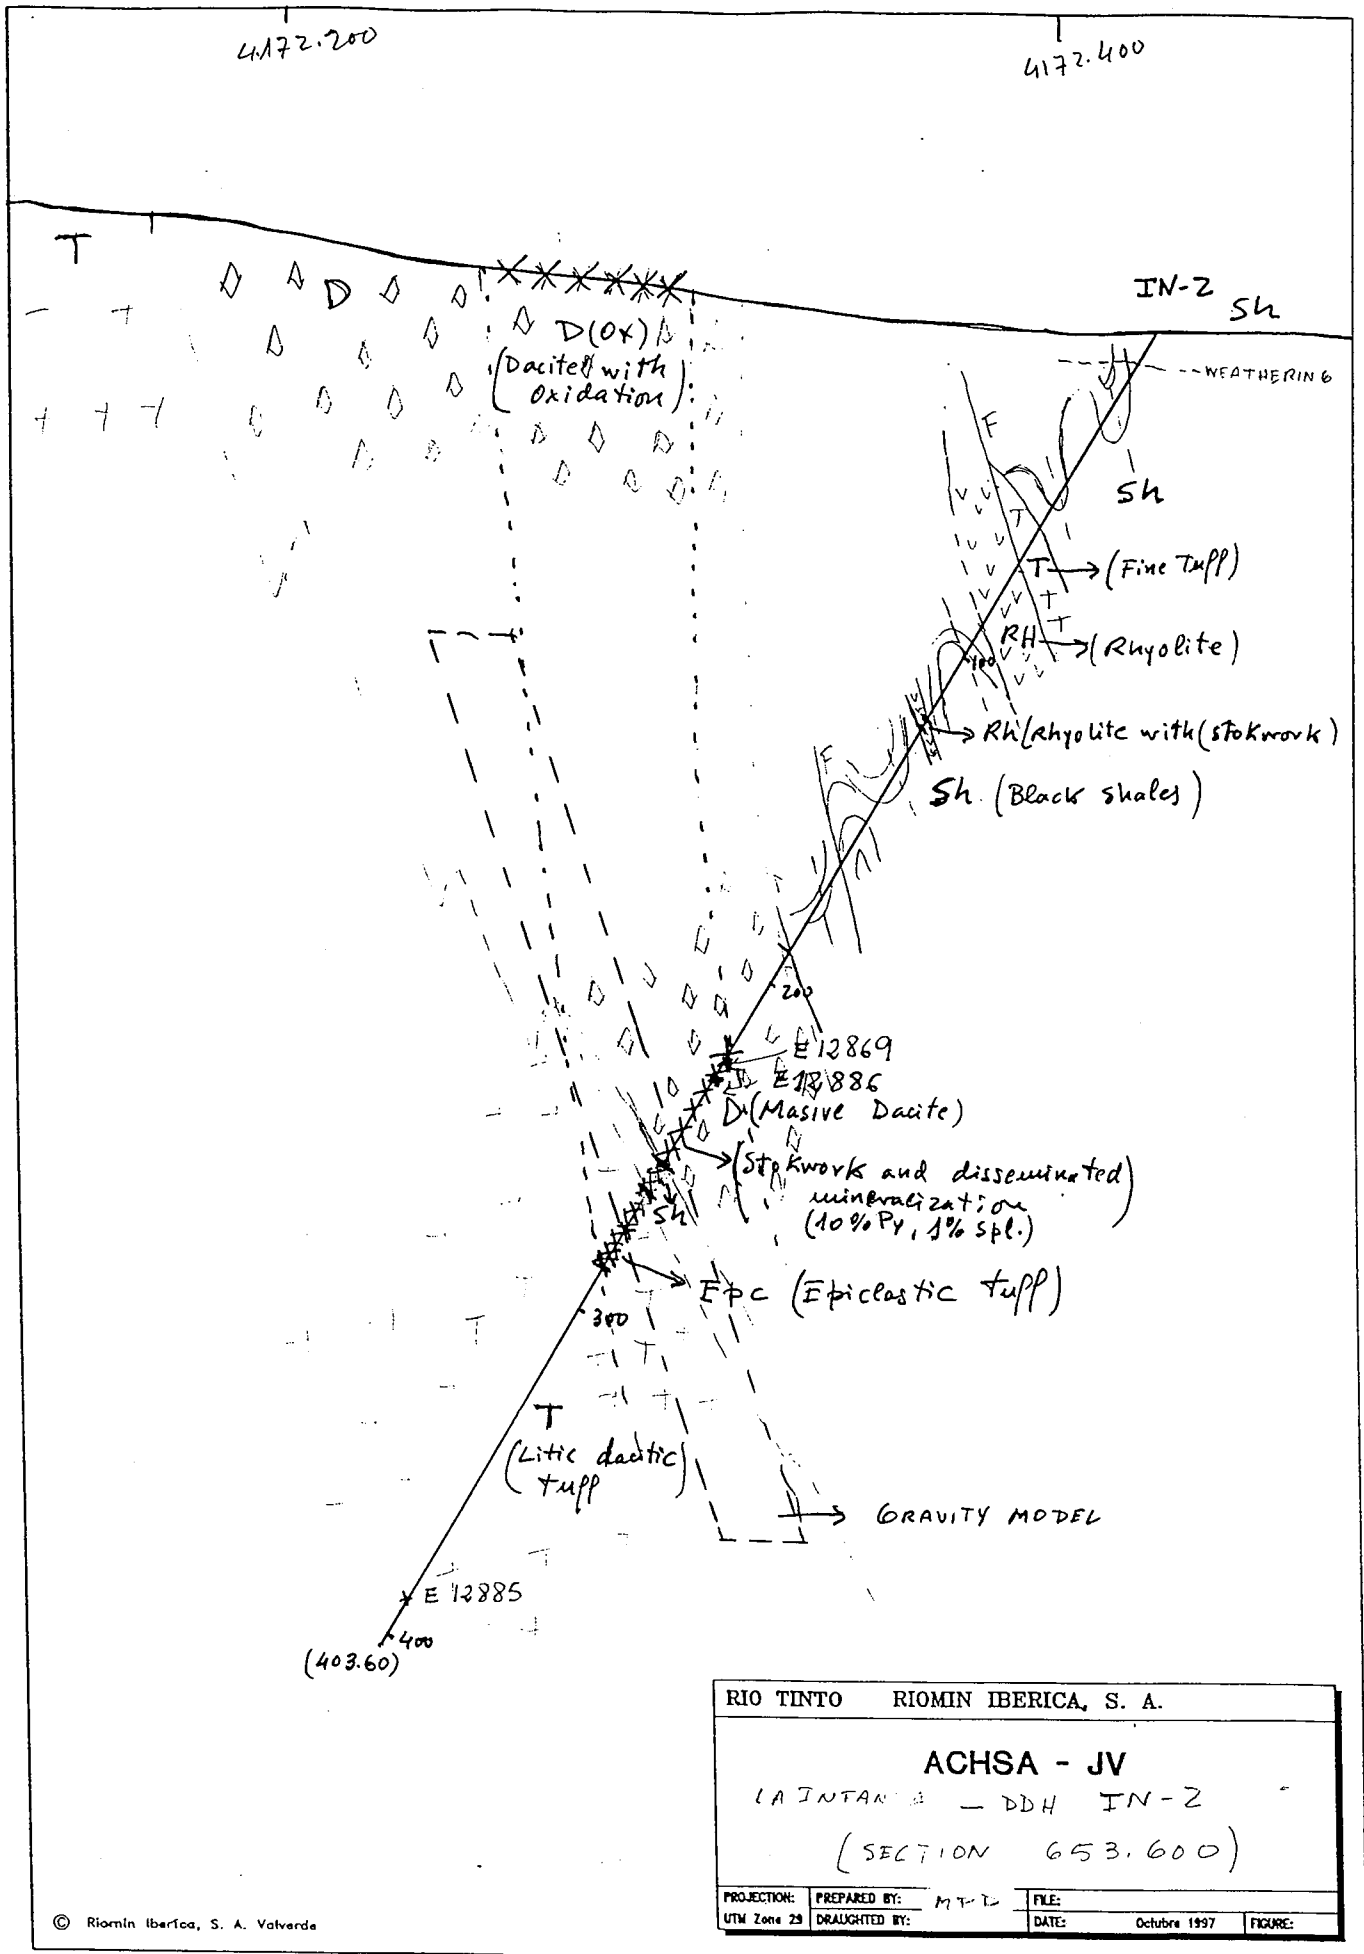 4.172.200
4172.400
T
D
D(OX)
(Dacite with
Oxidation)
IN-2
Sh
WEATHERING
F
Sh
T
T (Fine Tuff)
T
T
RH (Rhyolite)
100
Rh (Rhyolite with (stokwork)
F
Sh. (Black shales)
200
E 12869
E 12886
D (Masive Dacite)
(Stokwork and disseminated)
mineralization
(10% Py, 1% spl.)
Sh
Epc (Epiclastic tuff)
300
T
(Litic dacitic
tuff)
GRAVITY MODEL
E 12885
400
(403.60)
RIO TINTO RIOMIN IBERICA, S. A.
ACHSA - JV
LA INTAN — DDH IN-2
(SECTION 653.600)
PROJECTION: PREPARED BY: FILE:
UTM Zone 29 DRAUGHTED BY: DATE: Octubre 1997 FIGURE:
© Riomin Iberica, S. A. Valverde